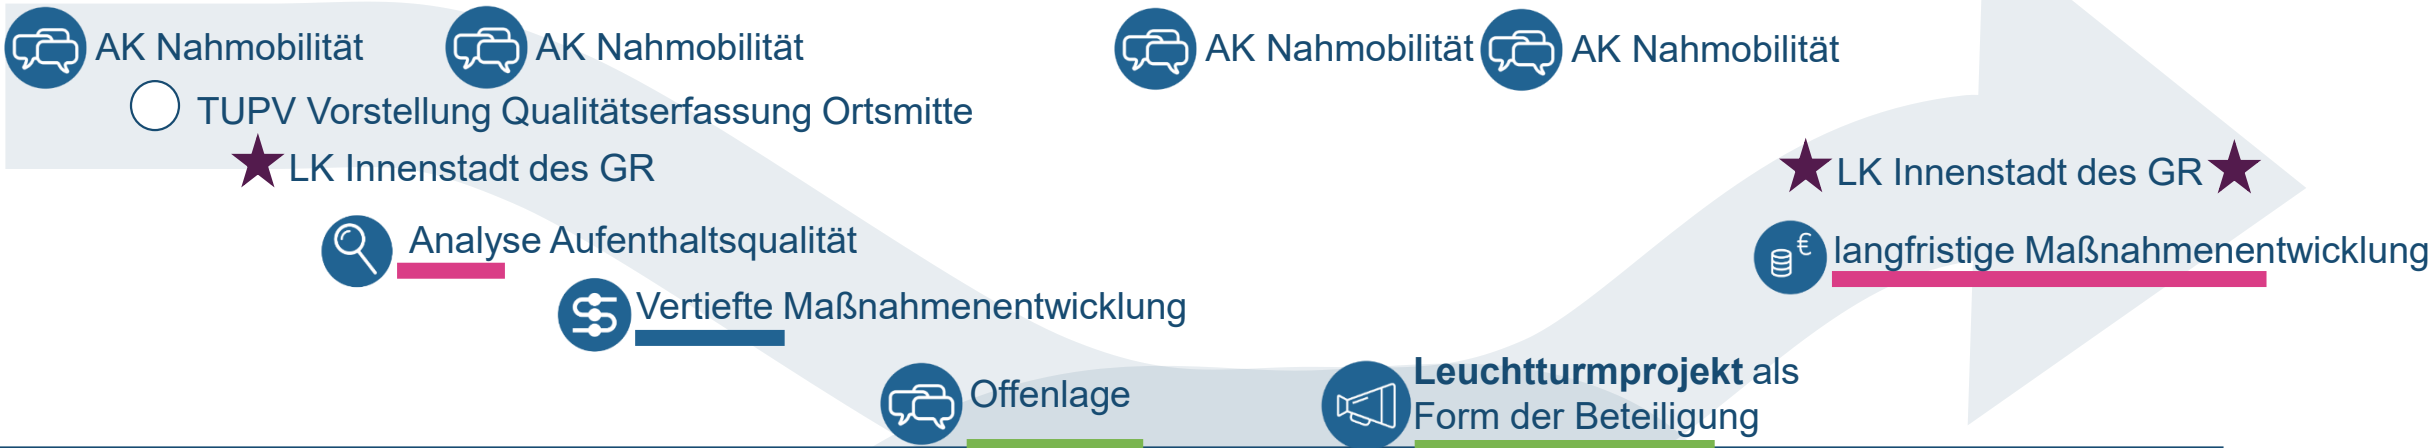 AK Nahmobilität
AK Nahmobilität
AK Nahmobilität
AK Nahmobilität
TUPV Vorstellung Qualitätserfassung Ortsmitte
LK Innenstadt des GR
LK Innenstadt des GR
Analyse Aufenthaltsqualität
€
langfristige Maßnahmenentwicklung
Vertiefte Maßnahmenentwicklung
Offenlage
Leuchtturmprojekt als
Form der Beteiligung